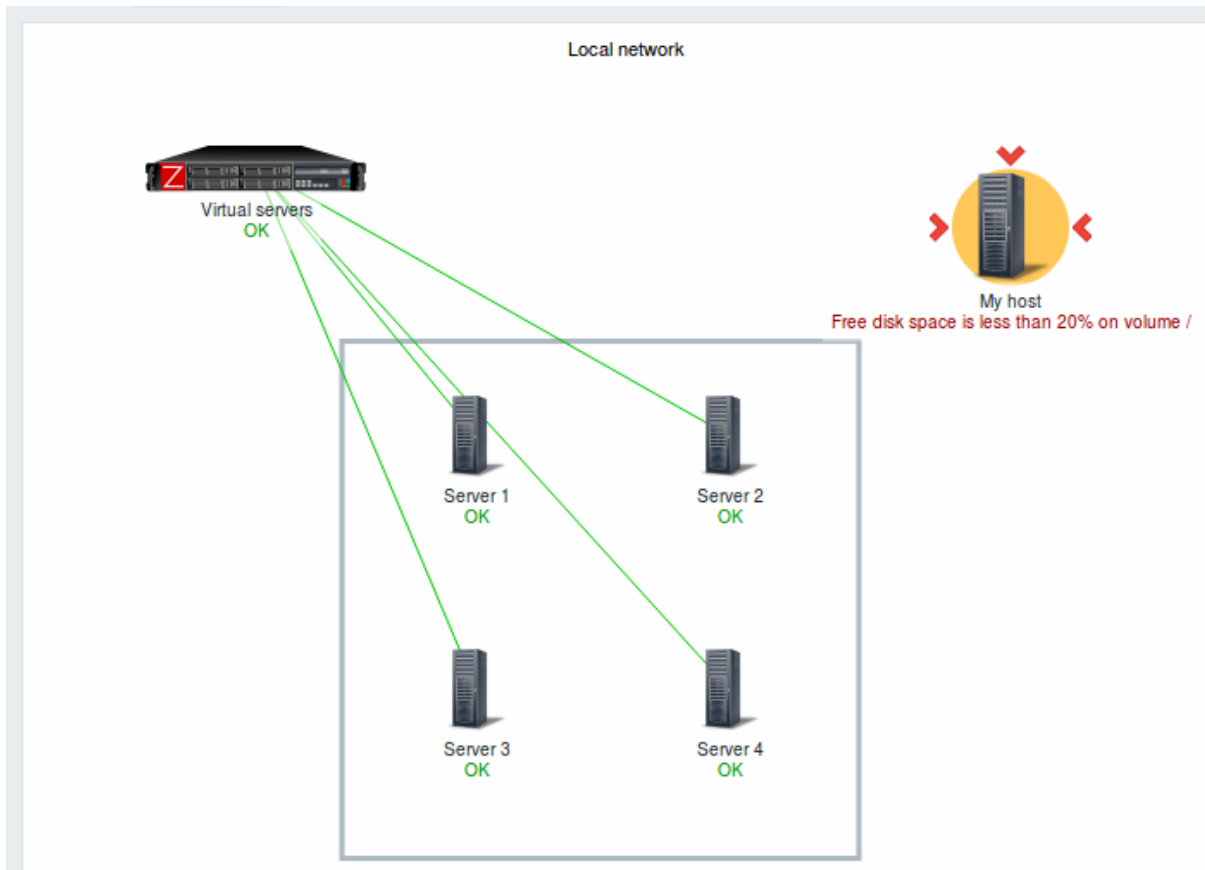 Local network
Z
Virtual servers
OK
My host
Free disk space is less than 20% on volume /
Server 1
OK
Server 2
OK
Server 3
OK
Server 4
OK